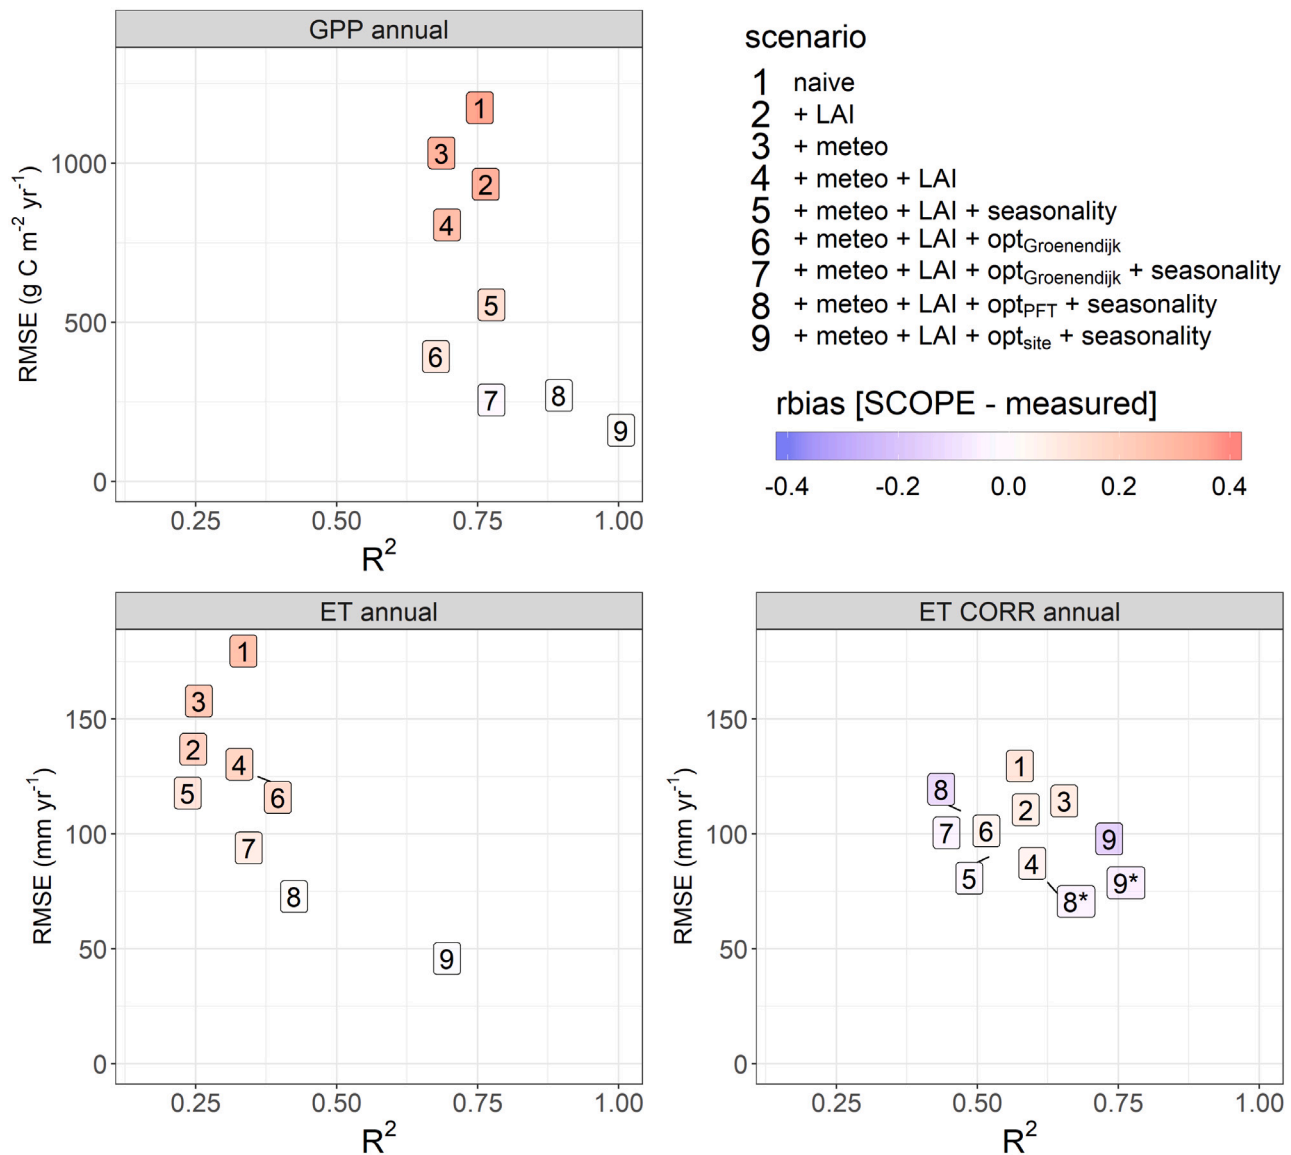 GPP annual
1
3
2
4
5
6
7
8
9
1000
500
0
RMSE (g C m-2 yr-1)
0.25 0.50 0.75 1.00
R2
scenario
1 naive
2 + LAI
3 + meteo
4 + meteo + LAI
5 + meteo + LAI + seasonality
6 + meteo + LAI + optGroenendijk
7 + meteo + LAI + optGroenendijk + seasonality
8 + meteo + LAI + optPFT + seasonality
9 + meteo + LAI + optsite + seasonality
rbias [SCOPE - measured]
-0.4 -0.2 0.0 0.2 0.4
ET annual
1
3
2
4
5
6
7
8
9
150
100
50
0
RMSE (mm yr-1)
0.25 0.50 0.75 1.00
R2
ET CORR annual
1
8
2
3
7
6
9
5
4
8*
9*
150
100
50
0
RMSE (mm yr-1)
0.25 0.50 0.75 1.00
R2